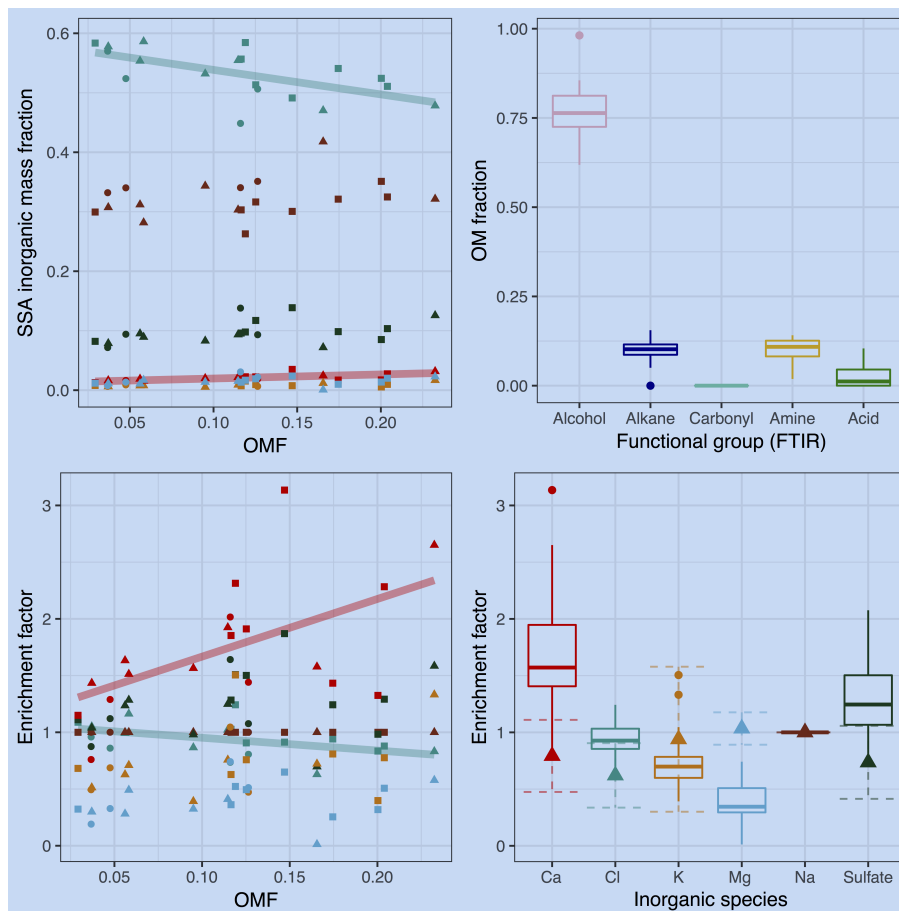 SSA inorganic mass fraction
0.6
0.4
0.2
0.0
0.05 0.10 0.15 0.20
OMF
OM fraction
1.00
0.75
0.50
0.25
0.00
Alcohol Alkane Carbonyl Amine Acid
Functional group (FTIR)
Enrichment factor
3
2
1
0
0.05 0.10 0.15 0.20
OMF
Enrichment factor
3
2
1
0
Ca Cl K Mg Na Sulfate
Inorganic species